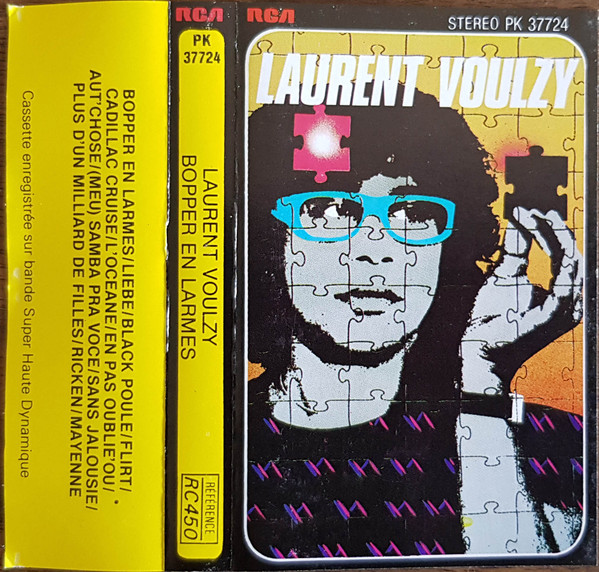 BOPPER EN LARMES/LIEBE/BLACK POULE/FLIRT/
CADILLAC CRUISE/L'OCEANE/EN PAS OUBLIE'OU/
AUT'CHOSE/(MEU) SAMBA PRA VOCE/SANS JALOUSIE/
PLUS D'UN MILLIARD DE FILLES/RICKEN/MAYENNE
Cassette enregistrée sur bande Super Haute Dynamique
RCA
PK
37724
LAURENT VOULZY
BOPPER EN LARMES
RÉFÉRENCE
RC450
RCA
STEREO PK 37724
LAURENT VOULZY